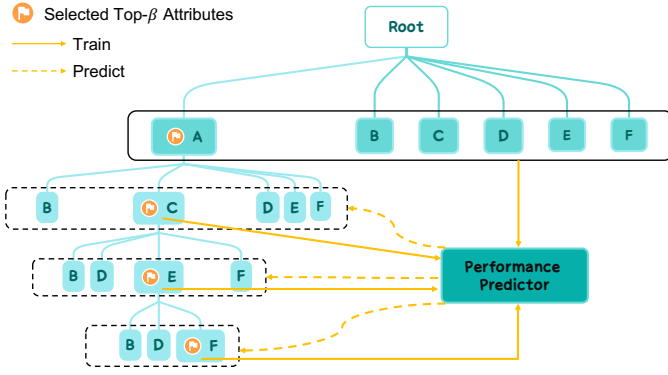 Selected Top-β Attributes
Train
Predict
Root
A B C D E F
B C D E F
B D E F
B D F
Performance
Predictor